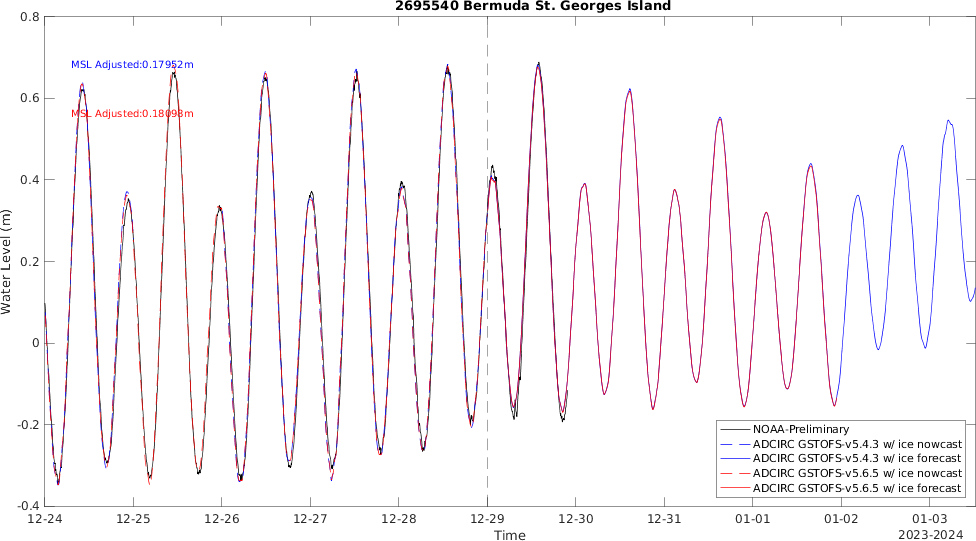 2695540 Bermuda St. Georges Island
0.8
0.6
0.4
0.2
0
-0.2
-0.4
Water Level (m)
MSL Adjusted:0.17952m
MSL Adjusted:0.18093m
NOAA-Preliminary
ADCIRC GSTOFS-v5.4.3 w/ ice nowcast
ADCIRC GSTOFS-v5.4.3 w/ ice forecast
ADCIRC GSTOFS-v5.6.5 w/ ice nowcast
ADCIRC GSTOFS-v5.6.5 w/ ice forecast
12-24 12-25 12-26 12-27 12-28 12-29 12-30 12-31 01-01 01-02 01-03
Time
2023-2024